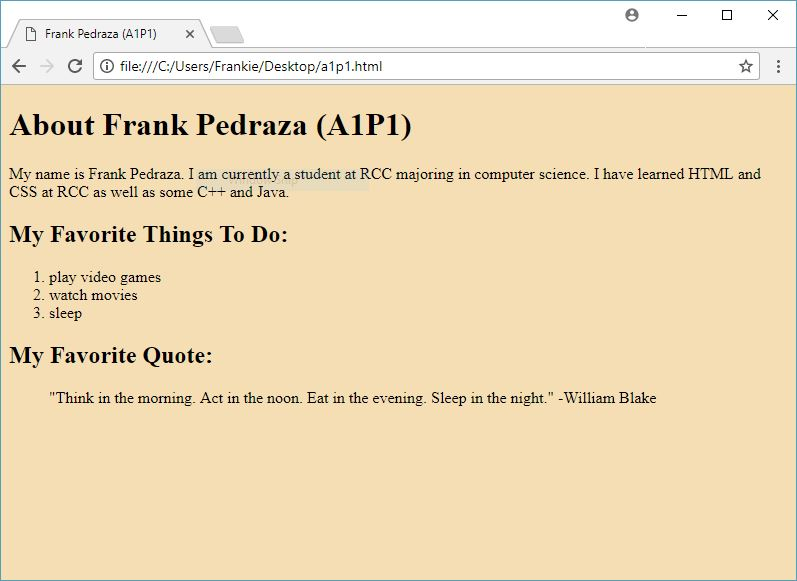 Frank Pedraza (A1P1)
file:///C:/Users/Frankie/Desktop/a1p1.html
About Frank Pedraza (A1P1)
My name is Frank Pedraza. I am currently a student at RCC majoring in computer science. I have learned HTML and
CSS at RCC as well as some C++ and Java.
My Favorite Things To Do:
1. play video games
2. watch movies
3. sleep
My Favorite Quote:
"Think in the morning. Act in the noon. Eat in the evening. Sleep in the night." -William Blake